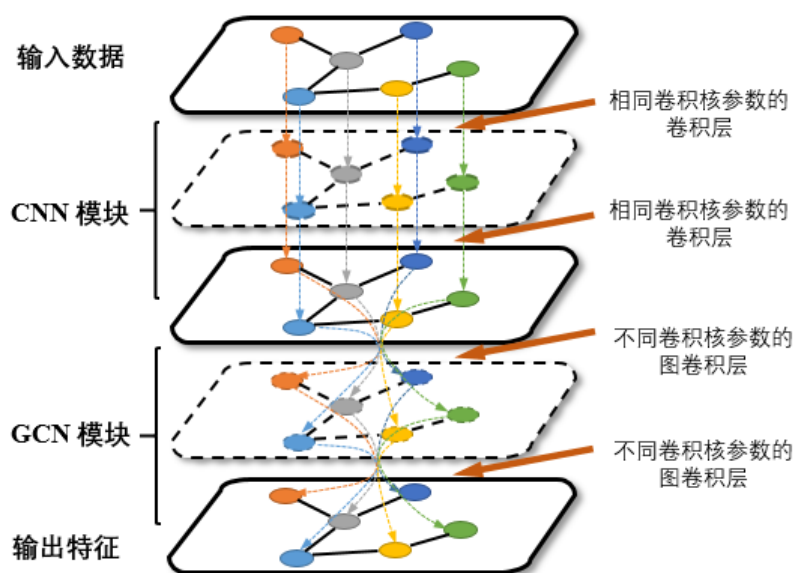 输入数据
相同卷积核参数的
卷积层
CNN 模块
相同卷积核参数的
卷积层
不同卷积核参数的
图卷积层
GCN 模块
不同卷积核参数的
图卷积层
输出特征